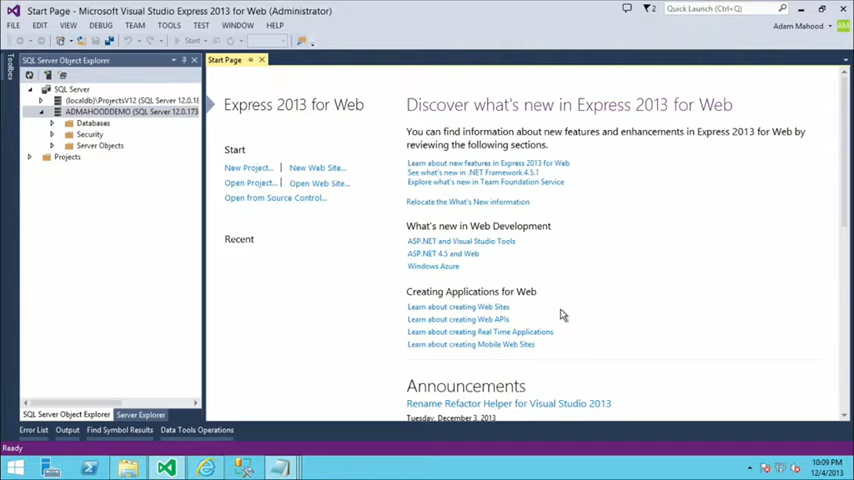 Start Page - Microsoft Visual Studio Express 2013 for Web (Administrator)
2
Quick Launch (Ctrl+Q)
FILE EDIT VIEW DEBUG TEAM TOOLS TEST WINDOW HELP
Adam Mahood AM
Start
Toolbox
SQL Server Object Explorer
Start Page
SQL Server
(localdb)\ProjectsV12 (SQL Server 12.0.18
ADMAHOODDEMO (SQL Server 12.0.173
Databases
Security
Server Objects
Projects
Express 2013 for Web
Start
New Project... New Web Site...
Open Project... Open Web Site...
Open from Source Control...
Recent
Discover what's new in Express 2013 for Web
You can find information about new features and enhancements in Express 2013 for Web by
reviewing the following sections.
Learn about new features in Express 2013 for Web
See what's new in .NET Framework 4.5.1
Explore what's new in Team Foundation Service
Relocate the What's New information
What's new in Web Development
ASP.NET and Visual Studio Tools
ASP.NET 4.5 and Web
Windows Azure
Creating Applications for Web
Learn about creating Web Sites
Learn about creating Web APIs
Learn about creating Real Time Applications
Learn about creating Mobile Web Sites
Announcements
Rename Refactor Helper for Visual Studio 2013
Tuesday, December 3, 2013
SQL Server Object Explorer Server Explorer
Error List Output Find Symbol Results Data Tools Operations
Ready
10:09 PM
12/4/2013